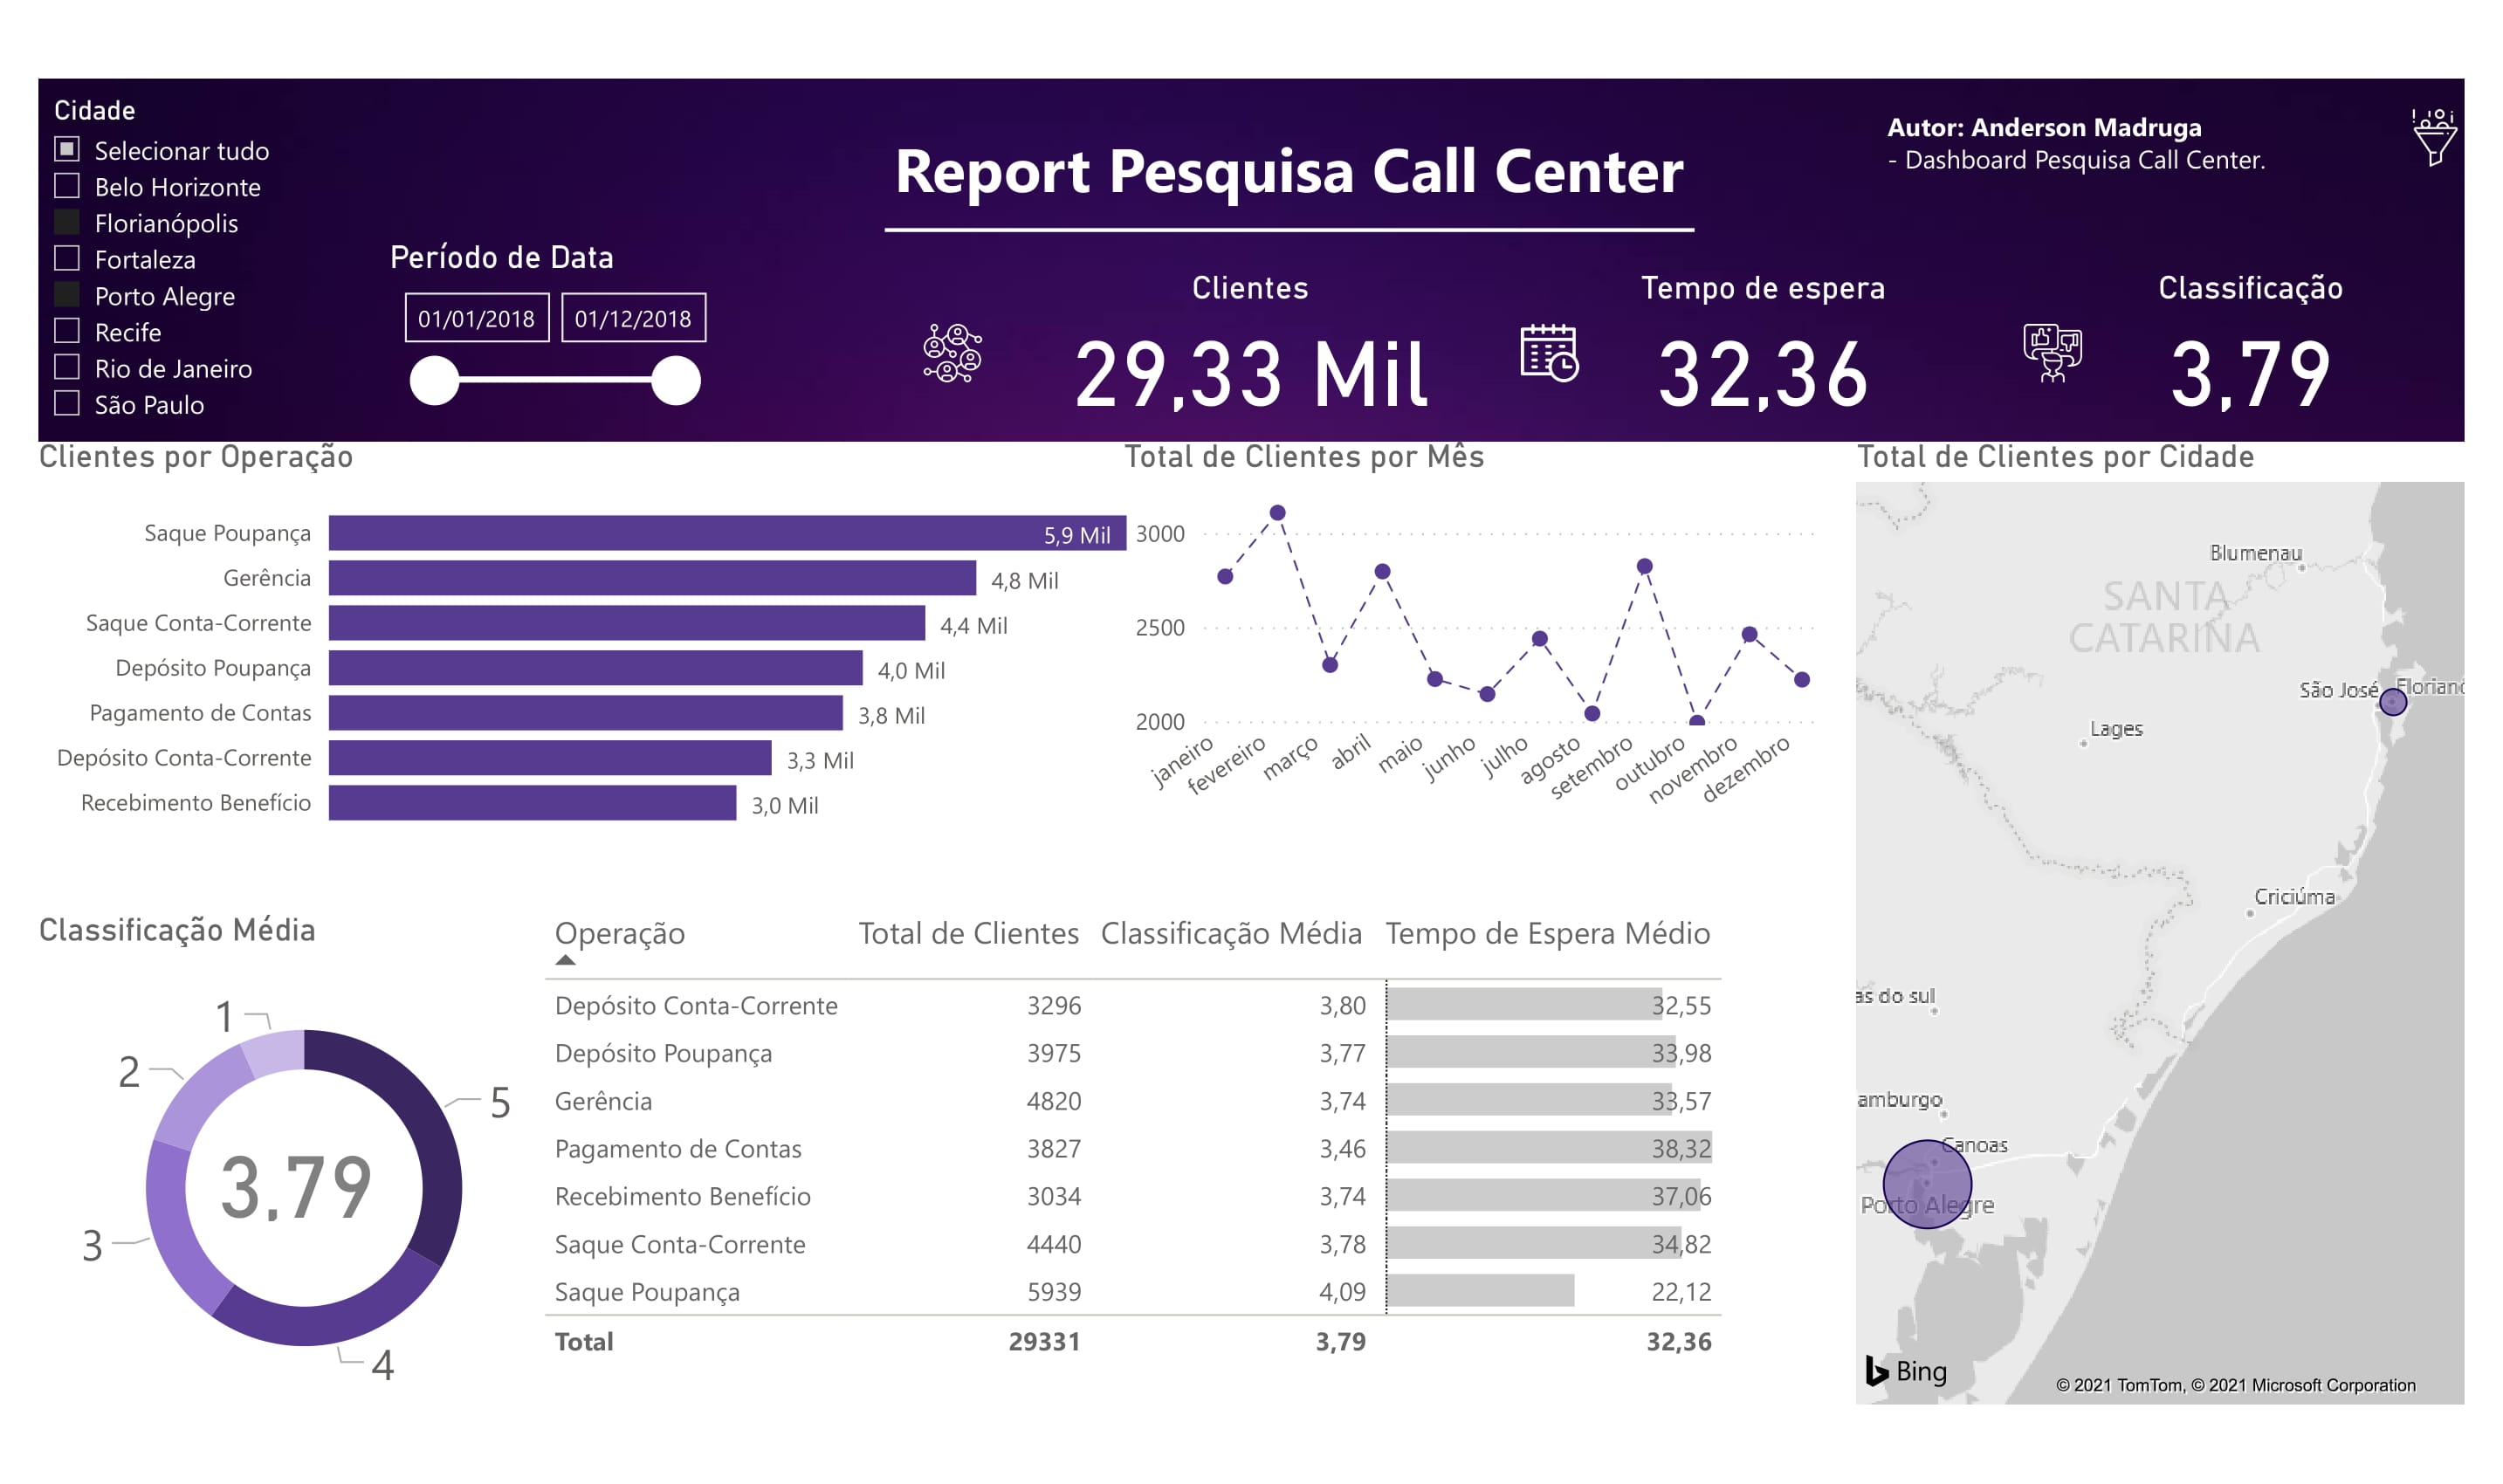 Cidade
Selecionar tudo
Belo Horizonte
Florianópolis
Fortaleza
Porto Alegre
Recife
Rio de Janeiro
São Paulo
Período de Data
01/01/2018 01/12/2018
Report Pesquisa Call Center
Autor: Anderson Madruga
- Dashboard Pesquisa Call Center.
Clientes
29,33 Mil
Tempo de espera
32,36
Classificação
3,79
Clientes por Operação
Saque Poupança 5,9 Mil
Gerência 4,8 Mil
Saque Conta-Corrente 4,4 Mil
Depósito Poupança 4,0 Mil
Pagamento de Contas 3,8 Mil
Depósito Conta-Corrente 3,3 Mil
Recebimento Benefício 3,0 Mil
Total de Clientes por Mês
3000
2500
2000
janeiro fevereiro março abril maio junho julho agosto setembro outubro novembro dezembro
Total de Clientes por Cidade
Blumenau
SANTA
CATARINA
São José Florianó
Lages
Criciúma
as do sul
amburgo
Canoas
Porto Alegre
Bing
© 2021 TomTom, © 2021 Microsoft Corporation
Classificação Média
1
2
3
4
5
3,79
Operação Total de Clientes Classificação Média Tempo de Espera Médio
Depósito Conta-Corrente 3296 3,80 32,55
Depósito Poupança 3975 3,77 33,98
Gerência 4820 3,74 33,57
Pagamento de Contas 3827 3,46 38,32
Recebimento Benefício 3034 3,74 37,06
Saque Conta-Corrente 4440 3,78 34,82
Saque Poupança 5939 4,09 22,12
Total 29331 3,79 32,36